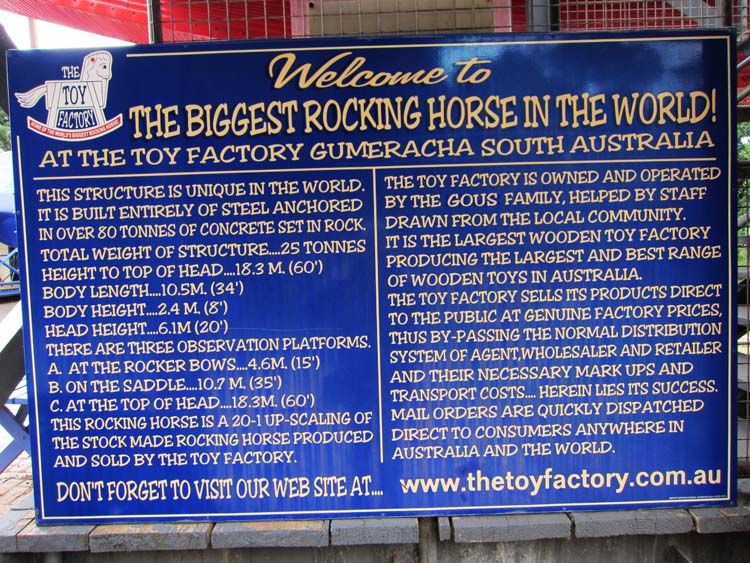 THE
TOY
FACTORY
HOME OF THE WORLD'S BIGGEST ROCKING HORSE
Welcome to
THE BIGGEST ROCKING HORSE IN THE WORLD!
AT THE TOY FACTORY GUMERACHA SOUTH AUSTRALIA
THIS STRUCTURE IS UNIQUE IN THE WORLD.
IT IS BUILT ENTIRELY OF STEEL ANCHORED
IN OVER 80 TONNES OF CONCRETE SET IN ROCK.
TOTAL WEIGHT OF STRUCTURE....25 TONNES
HEIGHT TO TOP OF HEAD....18.3 M. (60')
BODY LENGTH....10.5M. (34')
BODY HEIGHT....2.4 M. (8')
HEAD HEIGHT....6.1M (20')
THERE ARE THREE OBSERVATION PLATFORMS.
A. AT THE ROCKER BOWS....4.6M. (15')
B. ON THE SADDLE....10.7 M. (35')
C. AT THE TOP OF HEAD....18.3M. (60')
THIS ROCKING HORSE IS A 20-1 UP-SCALING OF
THE STOCK MADE ROCKING HORSE PRODUCED
AND SOLD BY THE TOY FACTORY.
THE TOY FACTORY IS OWNED AND OPERATED
BY THE GOUS FAMILY, HELPED BY STAFF
DRAWN FROM THE LOCAL COMMUNITY.
IT IS THE LARGEST WOODEN TOY FACTORY
PRODUCING THE LARGEST AND BEST RANGE
OF WOODEN TOYS IN AUSTRALIA.
THE TOY FACTORY SELLS ITS PRODUCTS DIRECT
TO THE PUBLIC AT GENUINE FACTORY PRICES,
THUS BY-PASSING THE NORMAL DISTRIBUTION
SYSTEM OF AGENT,WHOLESALER AND RETAILER
AND THEIR NECESSARY MARK UPS AND
TRANSPORT COSTS.... HEREIN LIES ITS SUCCESS.
MAIL ORDERS ARE QUICKLY DISPATCHED
DIRECT TO CONSUMERS ANYWHERE IN
AUSTRALIA AND THE WORLD.
DON'T FORGET TO VISIT OUR WEB SITE AT....
www.thetoyfactory.com.au